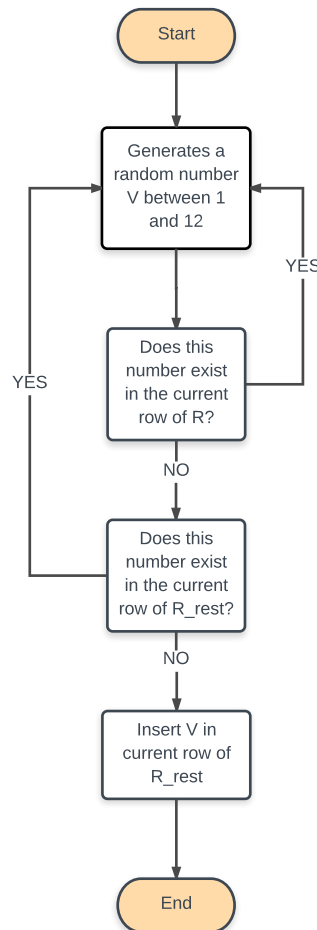 Start
Generates a
random number
V between 1
and 12
YES
Does this
number exist
in the current
row of R?
YES
NO
Does this
number exist
in the current
row of R_rest?
NO
Insert V in
current row of
R_rest
End